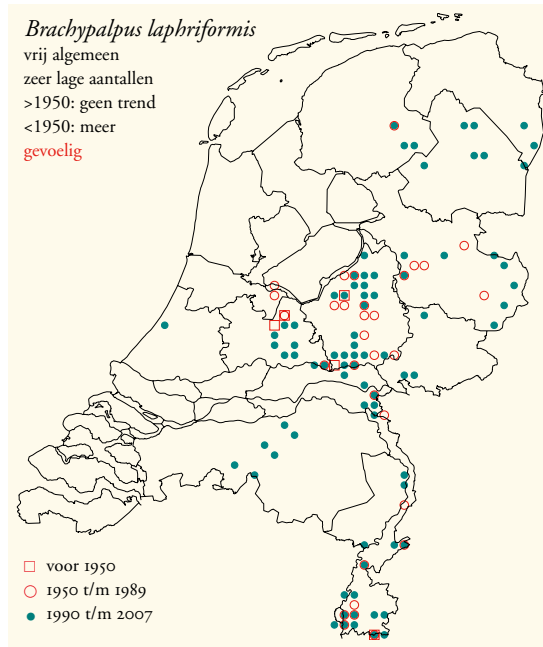 Brachypalpus laphriformis
vrij algemeen
zeer lage aantallen
>1950: geen trend
<1950: meer
gevoelig
voor 1950
1950 t/m 1989
1990 t/m 2007